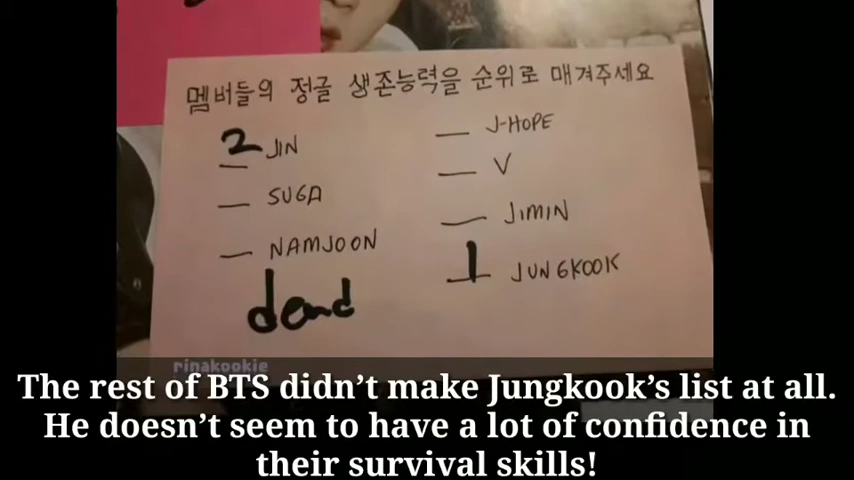 멤버들의 정글 생존능력을 순위로 매겨주세요
2 JIN
SUGA
NAMJOON
J-HOPE
V
JIMIN
1 JUNGKOOK
dead
rinakookie
The rest of BTS didn't make Jungkook's list at all.
He doesn't seem to have a lot of confidence in
their survival skills!